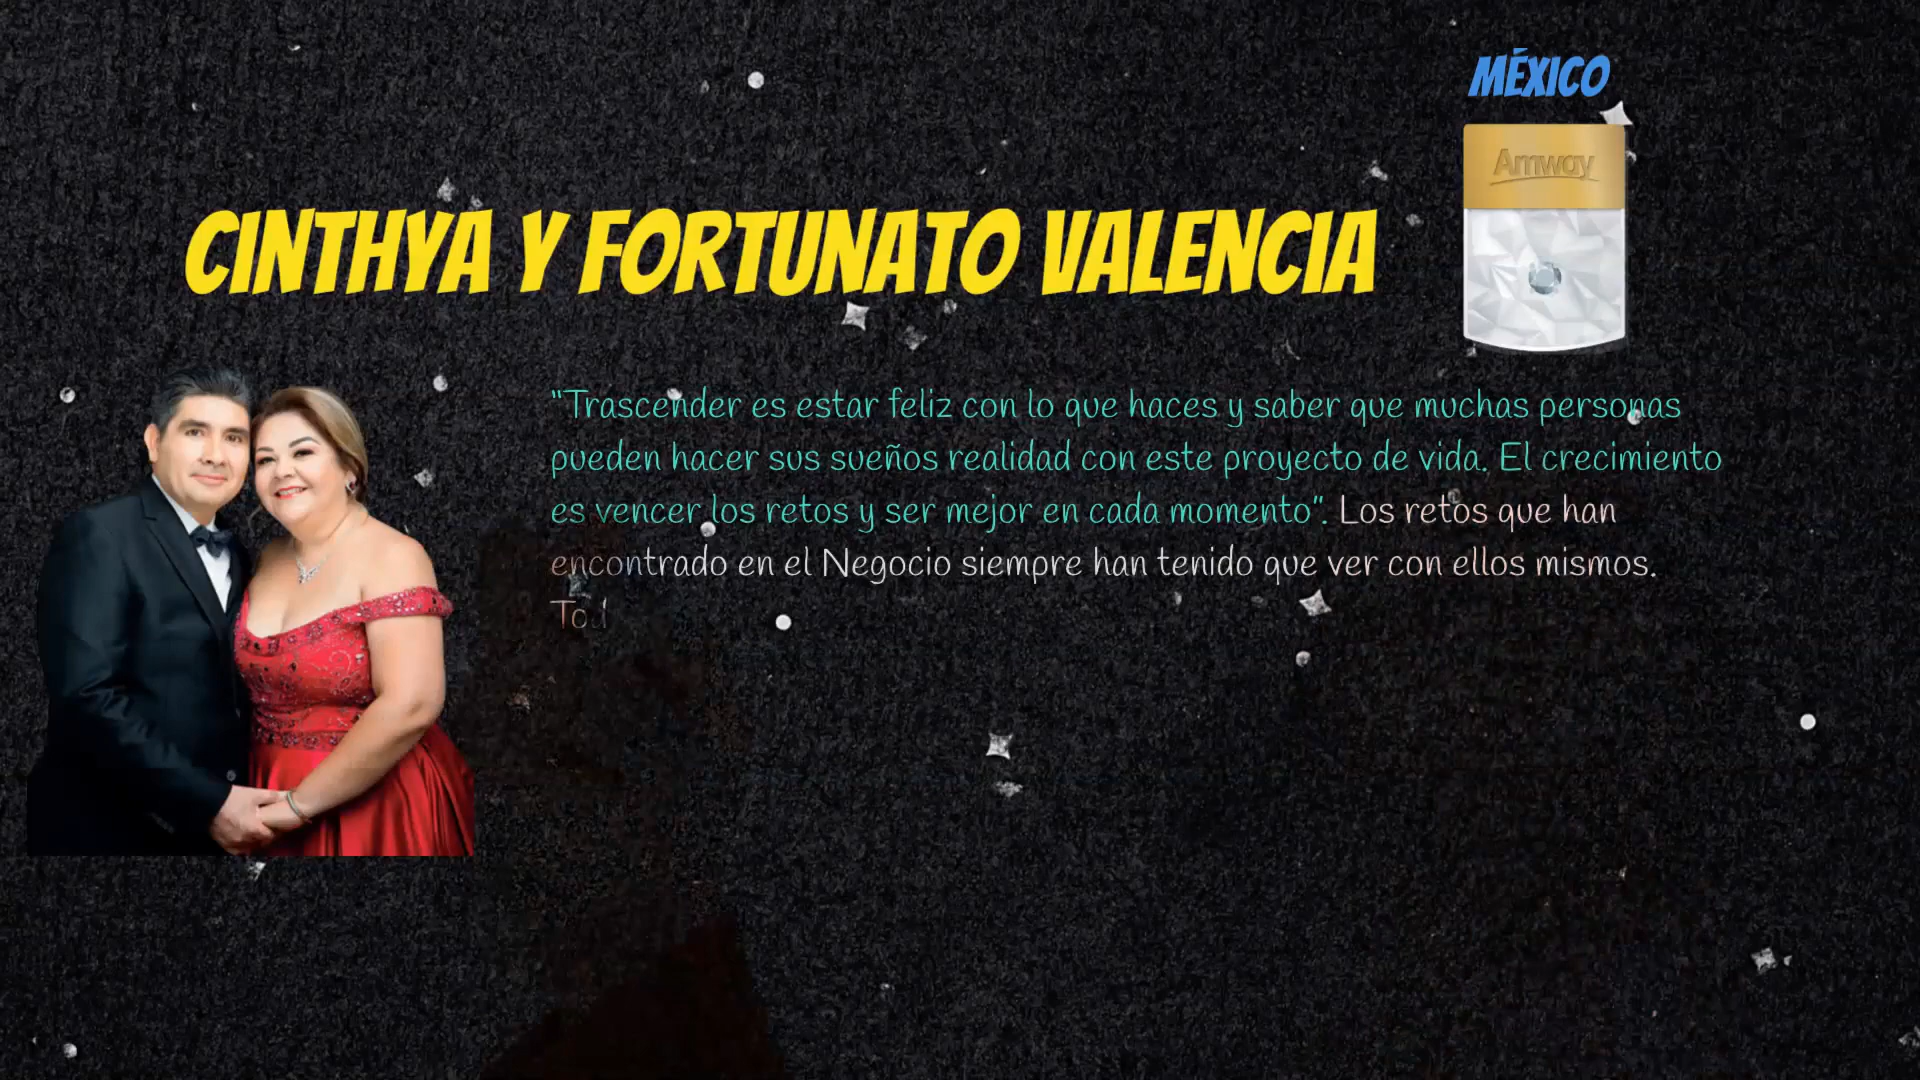 MÉXICO
Amway
CINTHYA Y FORTUNATO VALENCIA
"Trascender es estar feliz con lo que haces y saber que muchas personas
pueden hacer sus sueños realidad con este proyecto de vida. El crecimiento
es vencer los retos y ser mejor en cada momento". Los retos que han
encontrado en el Negocio siempre han tenido que ver con ellos mismos.